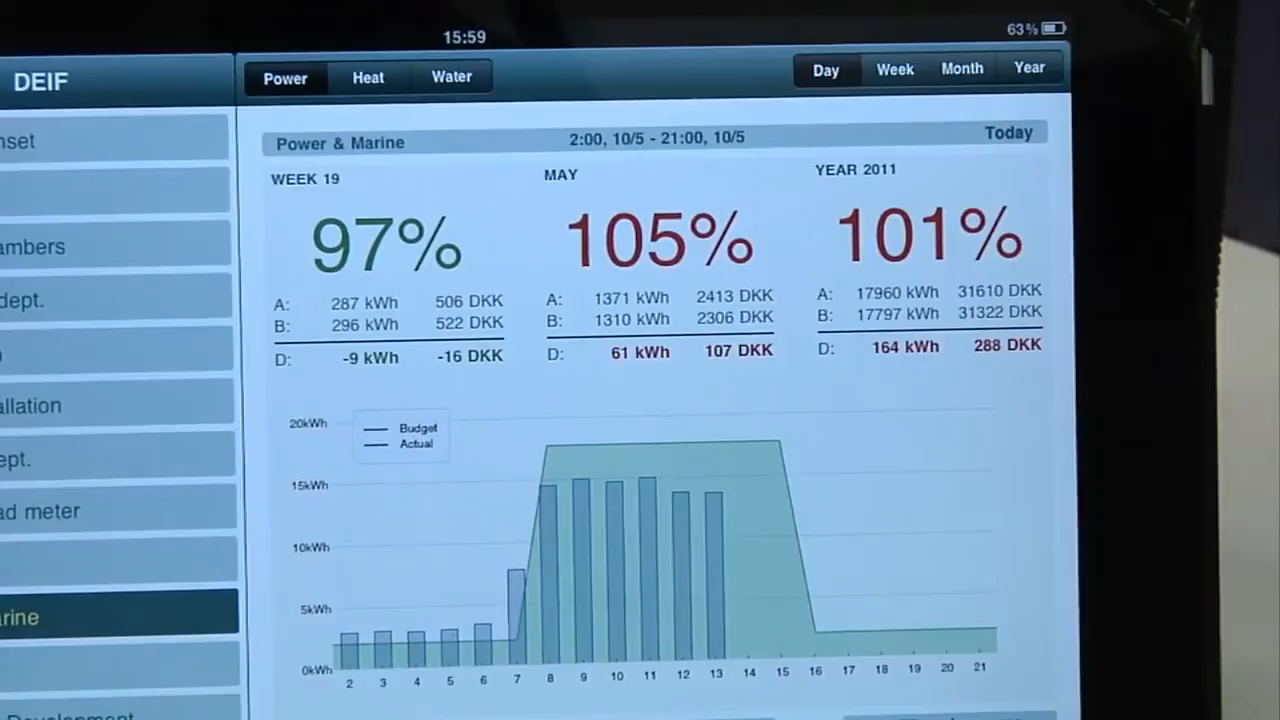 15:59
63%
DEIF
Power Heat Water
Day Week Month Year
nset
ambers
dept.
allation
ept.
ad meter
arine
Development
Power & Marine 2:00, 10/5 - 21:00, 10/5 Today
WEEK 19
97%
A: 287 kWh 506 DKK
B: 296 kWh 522 DKK
D: -9 kWh -16 DKK
MAY
105%
A: 1371 kWh 2413 DKK
B: 1310 kWh 2306 DKK
D: 61 kWh 107 DKK
YEAR 2011
101%
A: 17960 kWh 31610 DKK
B: 17797 kWh 31322 DKK
D: 164 kWh 288 DKK
Budget
Actual
20kWh
15kWh
10kWh
5kWh
0kWh
2 3 4 5 6 7 8 9 10 11 12 13 14 15 16 17 18 19 20 21